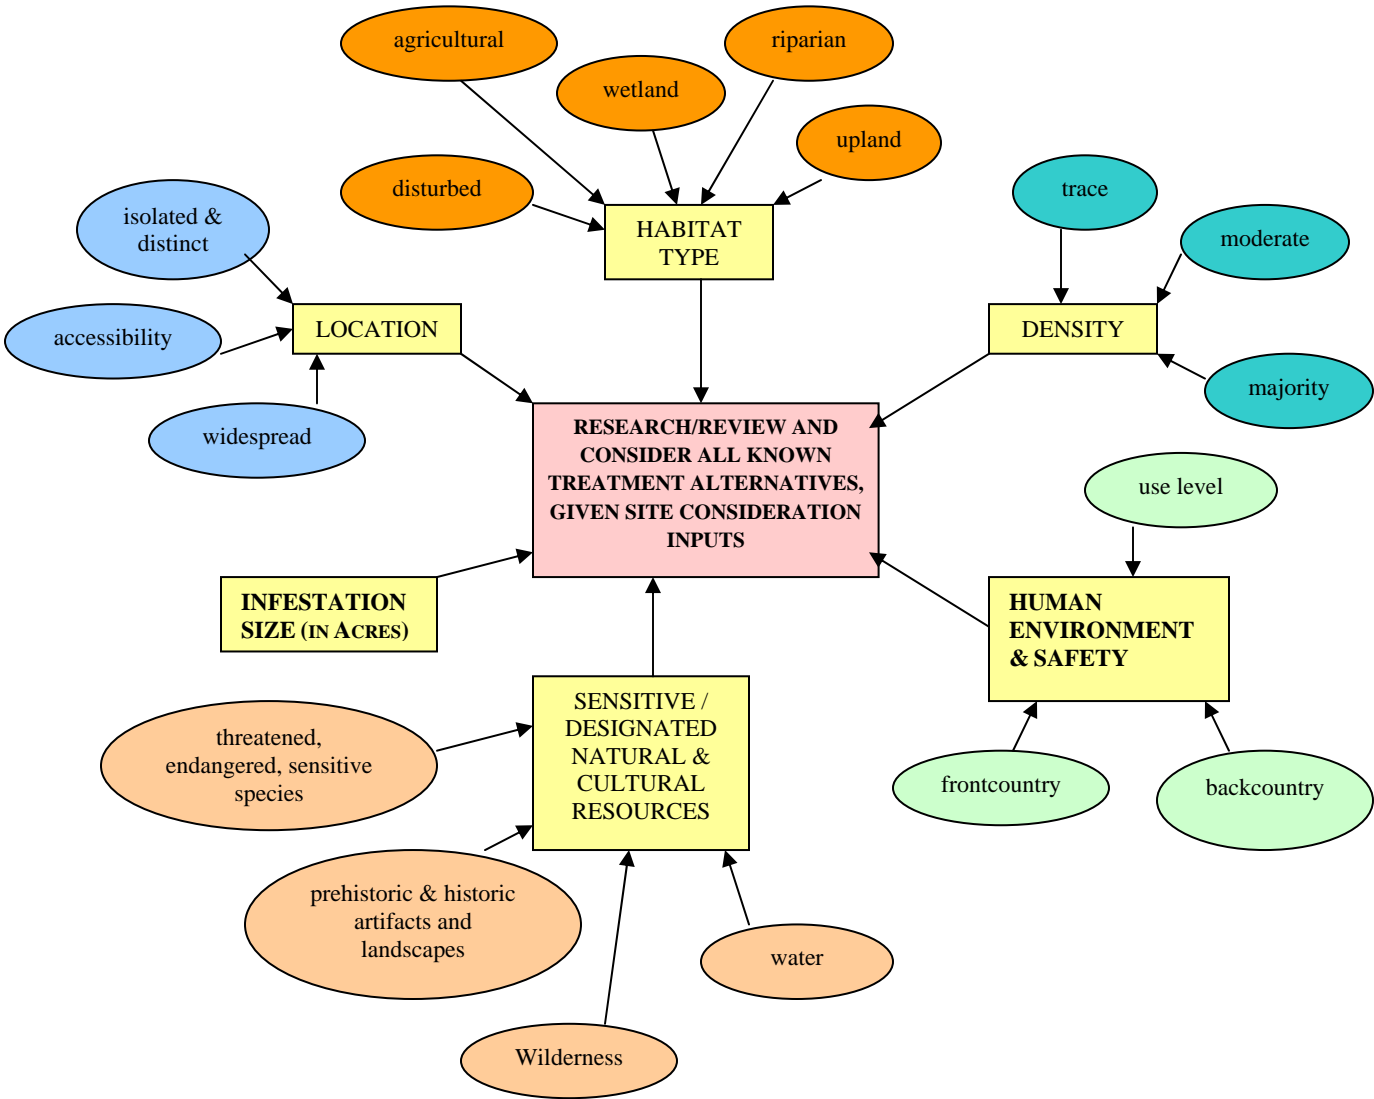 agricultural
riparian
wetland
upland
disturbed
trace
isolated &
distinct
HABITAT
TYPE
moderate
accessibility
LOCATION
DENSITY
majority
widespread
RESEARCH/REVIEW AND
CONSIDER ALL KNOWN
TREATMENT ALTERNATIVES,
GIVEN SITE CONSIDERATION
INPUTS
use level
INFESTATION
SIZE (IN ACRES)
HUMAN
ENVIRONMENT
& SAFETY
SENSITIVE /
DESIGNATED
NATURAL &
CULTURAL
RESOURCES
threatened,
endangered, sensitive
species
frontcountry
backcountry
prehistoric & historic
artifacts and
landscapes
water
Wilderness